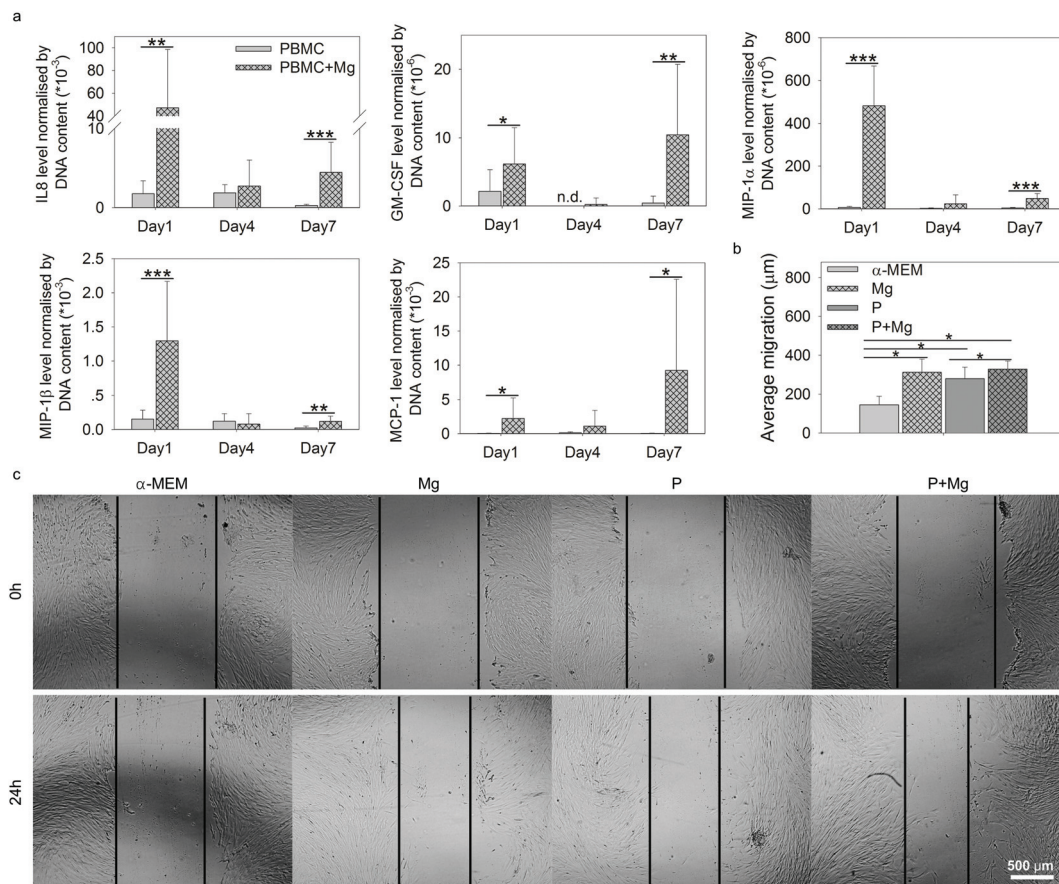 a
IL8 level normalised by
DNA content (*10⁻³)
100
80
60
40
10
0
**
***
PBMC
PBMC+Mg
Day1
Day4
Day7
GM-CSF level normalised by
DNA content (*10⁻⁶)
20
15
10
5
0
*
n.d.
**
Day1
Day4
Day7
MIP-1α level normalised by
DNA content (*10⁻⁶)
800
600
400
200
0
***
***
Day1
Day4
Day7
MIP-1β level normalised by
DNA content (*10⁻³)
2.5
2.0
1.5
1.0
.5
0.0
***
**
Day1
Day4
Day7
MCP-1 level normalised by
DNA content (*10⁻³)
25
20
15
10
5
0
*
*
Day1
Day4
Day7
b
Average migration (μm)
800
600
400
200
0
α-MEM
Mg
P
P+Mg
*
*
*
*
c
α-MEM
Mg
P
P+Mg
0h
24h
500 μm